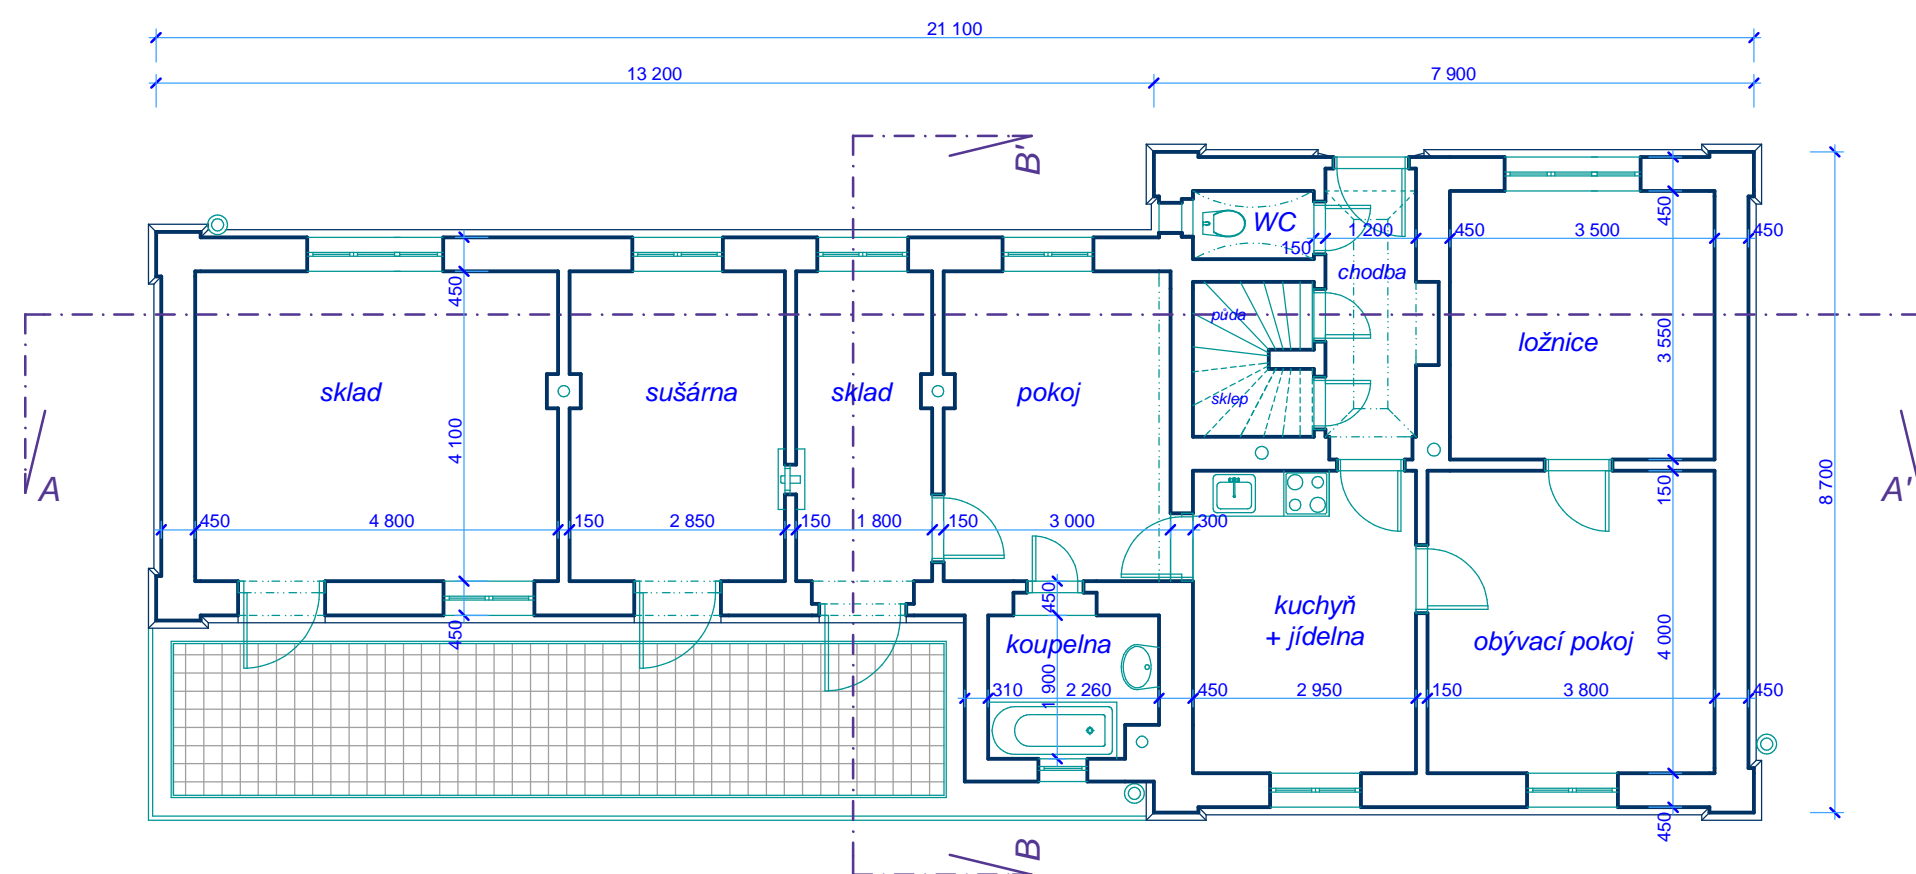 21 100
13 200
7 900
B'
WC
150
1 200
450
3 500
450
450
chodba
450
půda
ložnice
3 550
sklad
sušárna
sklad
pokoj
sklep
4 100
A
A'
150
8 700
450
4 800
150
2 850
150
1 800
150
3 000
300
450
450
kuchyň
+ jídelna
koupelna
obývací pokoj
4 000
1 900
310
2 260
450
2 950
150
3 800
450
450
B